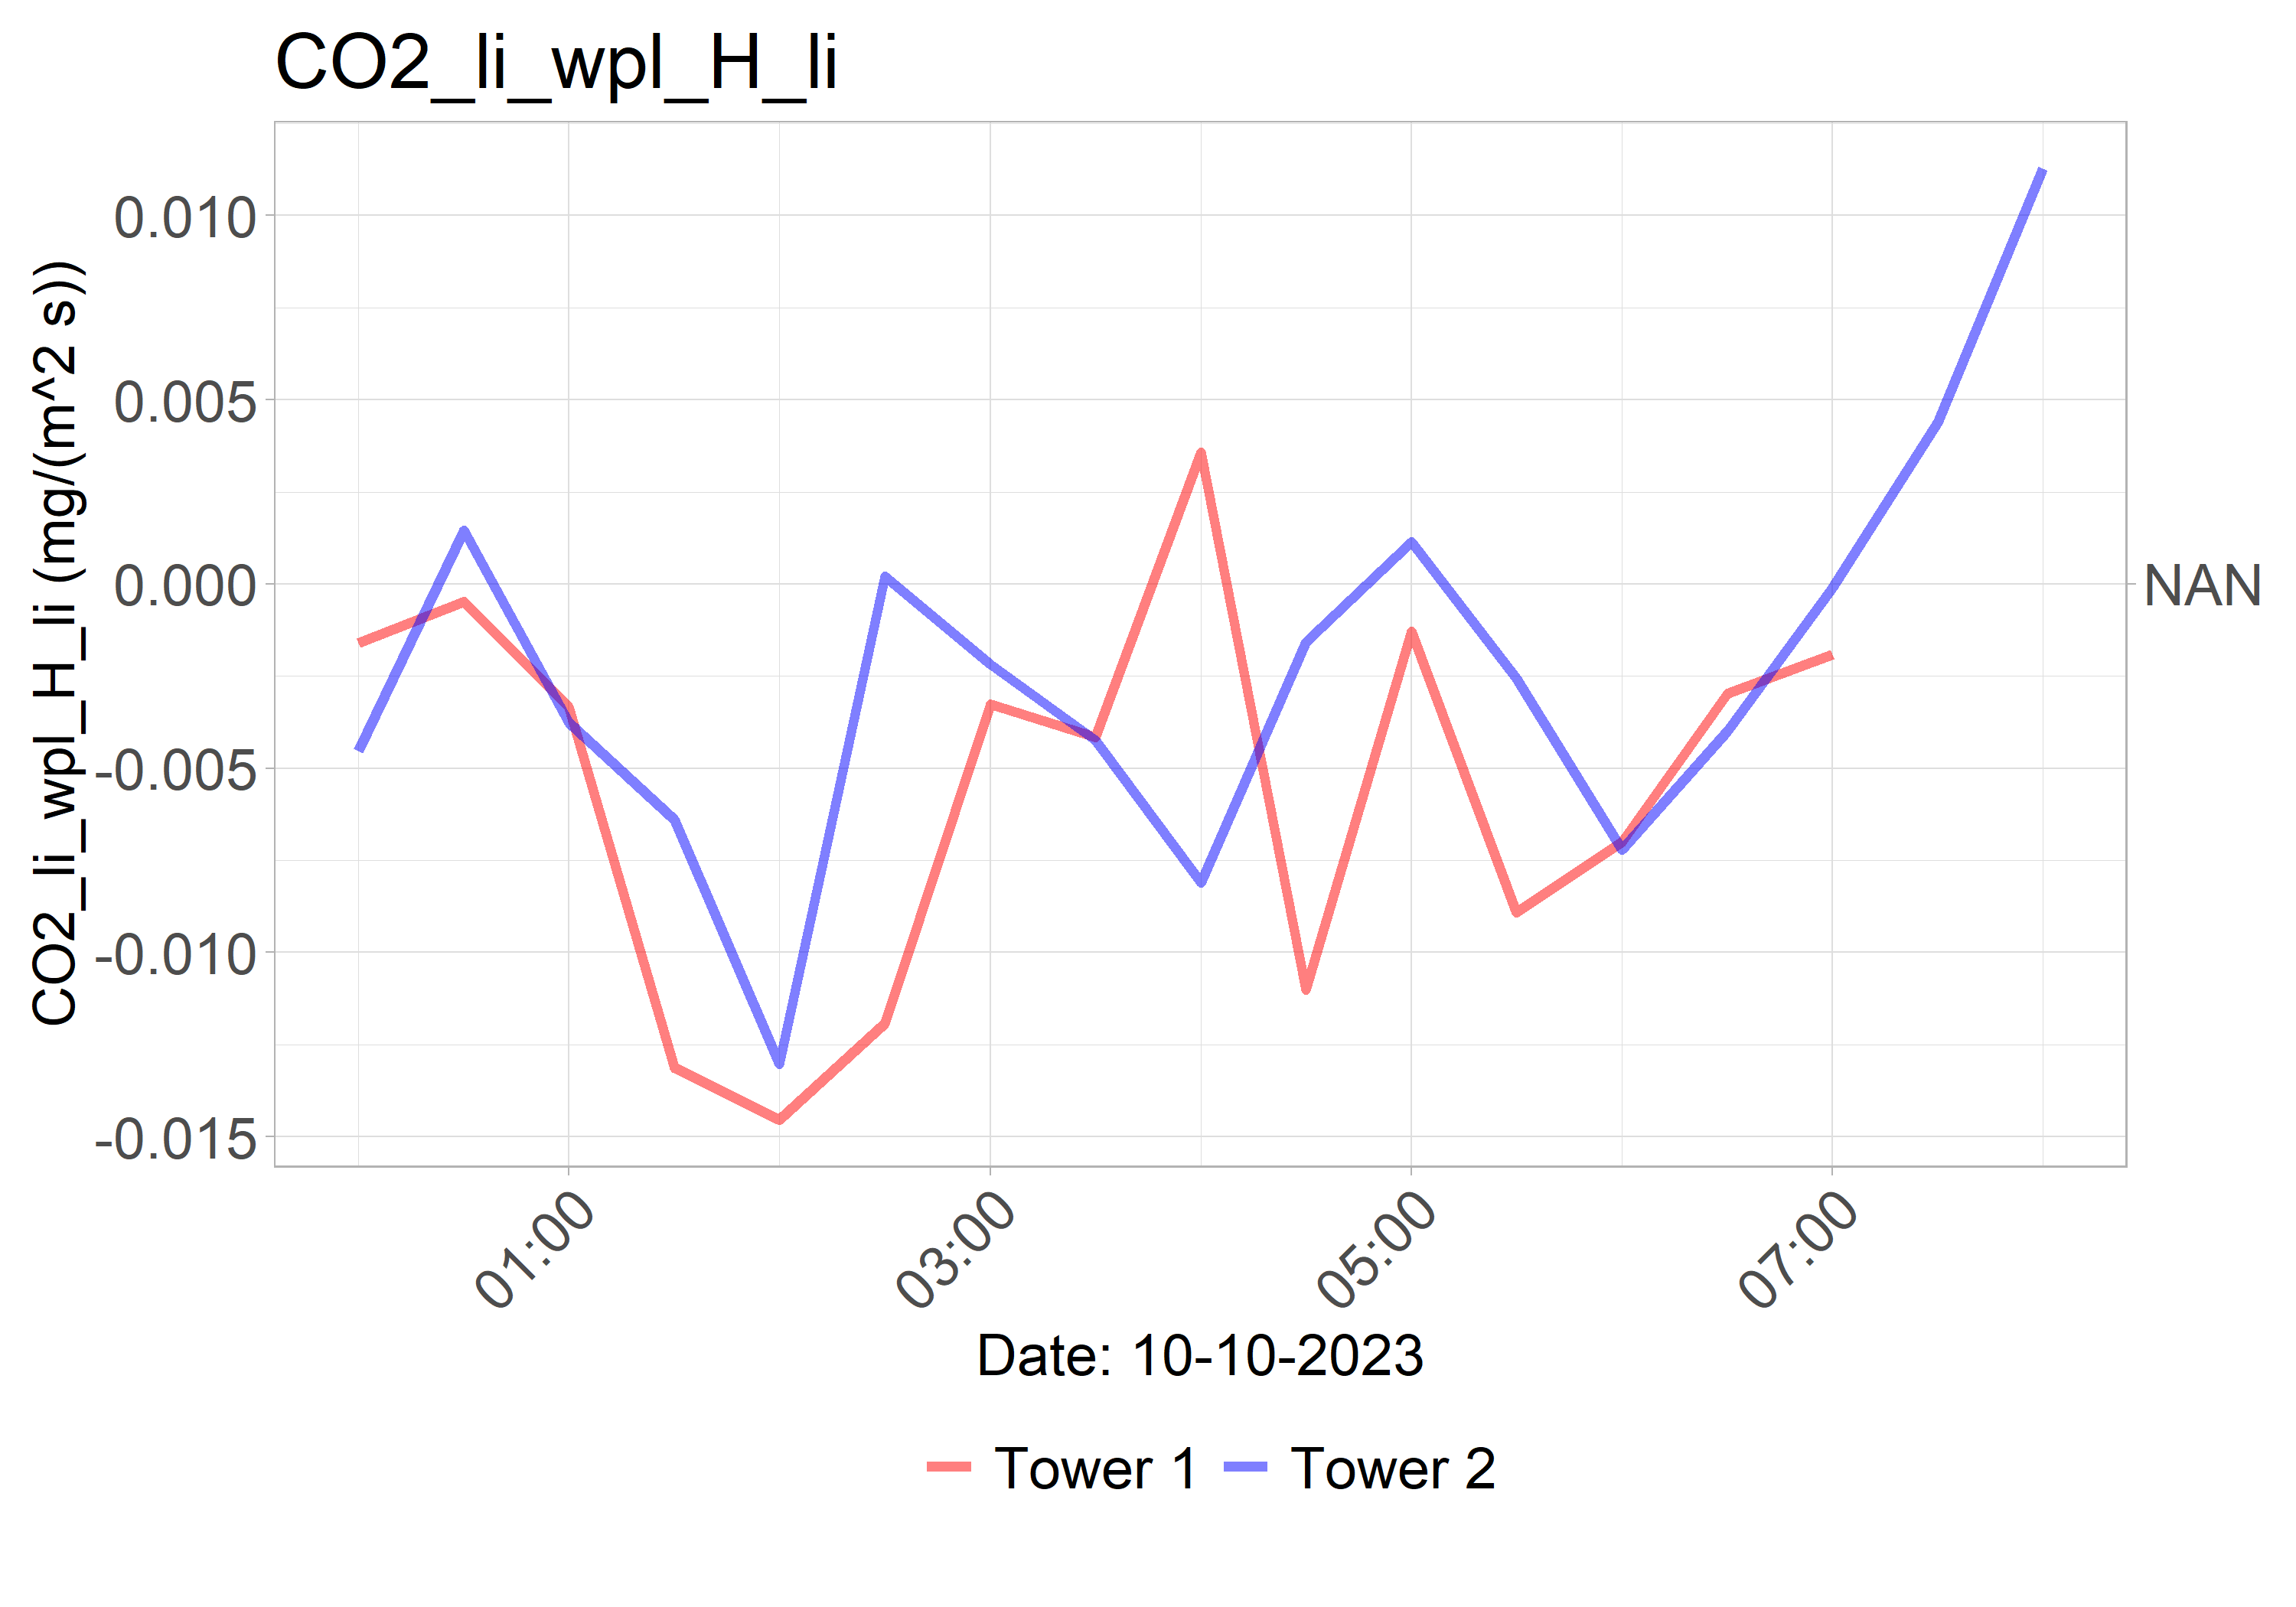 CO2_li_wpl_H_li
CO2_li_wpl_H_li (mg/(m^2 s))
0.010
0.005
0.000
-0.005
-0.010
-0.015
NAN
01:00
03:00
05:00
07:00
Date: 10-10-2023
Tower 1
Tower 2